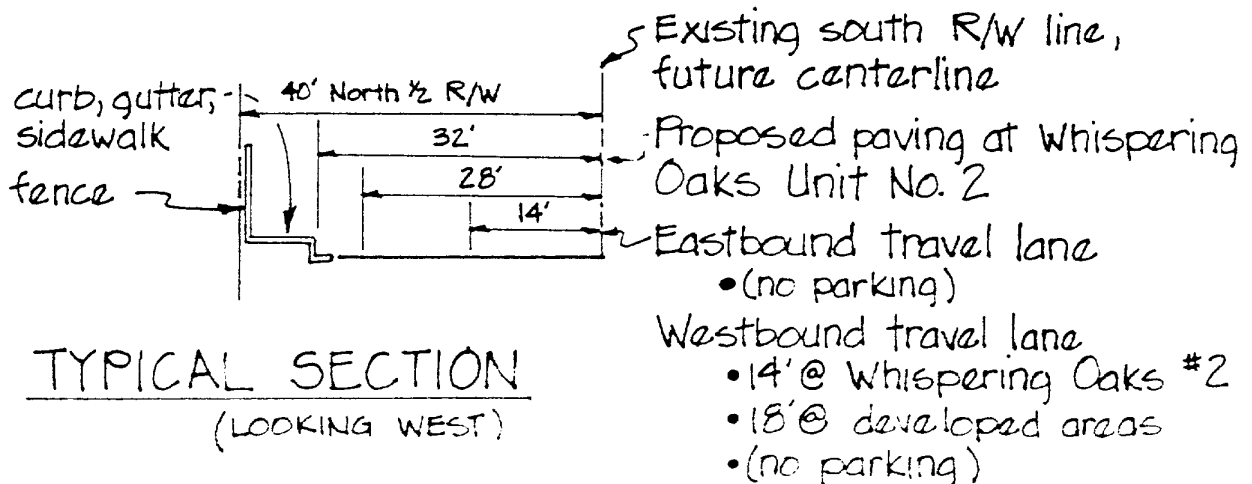 Existing south R/W line,
future centerline
curb, gutter,
sidewalk
fence
40' North ½ R/W
32'
28'
14'
Proposed paving at Whispering
Oaks Unit No. 2
Eastbound travel lane
•(no parking)
Westbound travel lane
•14'@ Whispering Oaks #2
•18'@ developed areas
•(no parking)
TYPICAL SECTION
(LOOKING WEST)